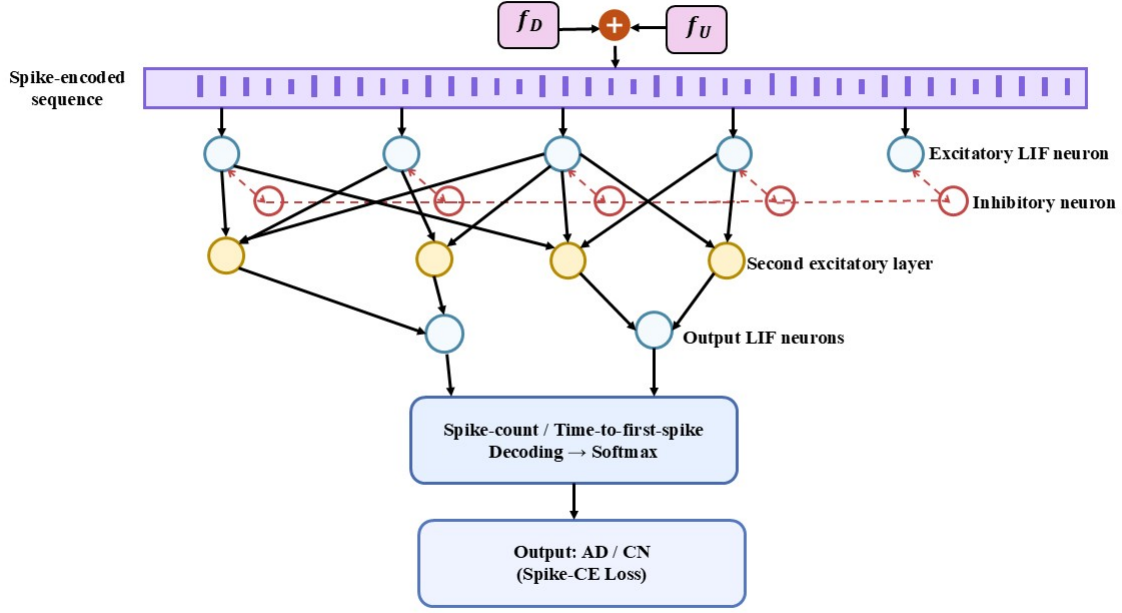 f_D + f_U
Spike-encoded
sequence
Excitatory LIF neuron
Inhibitory neuron
Second excitatory layer
Output LIF neurons
Spike-count / Time-to-first-spike
Decoding → Softmax
Output: AD / CN
(Spike-CE Loss)